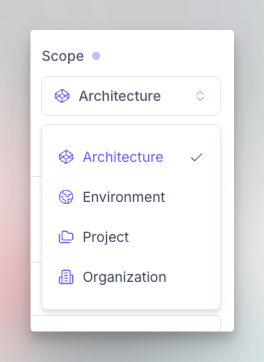 Scope
Architecture
Architecture
Environment
Project
Organization